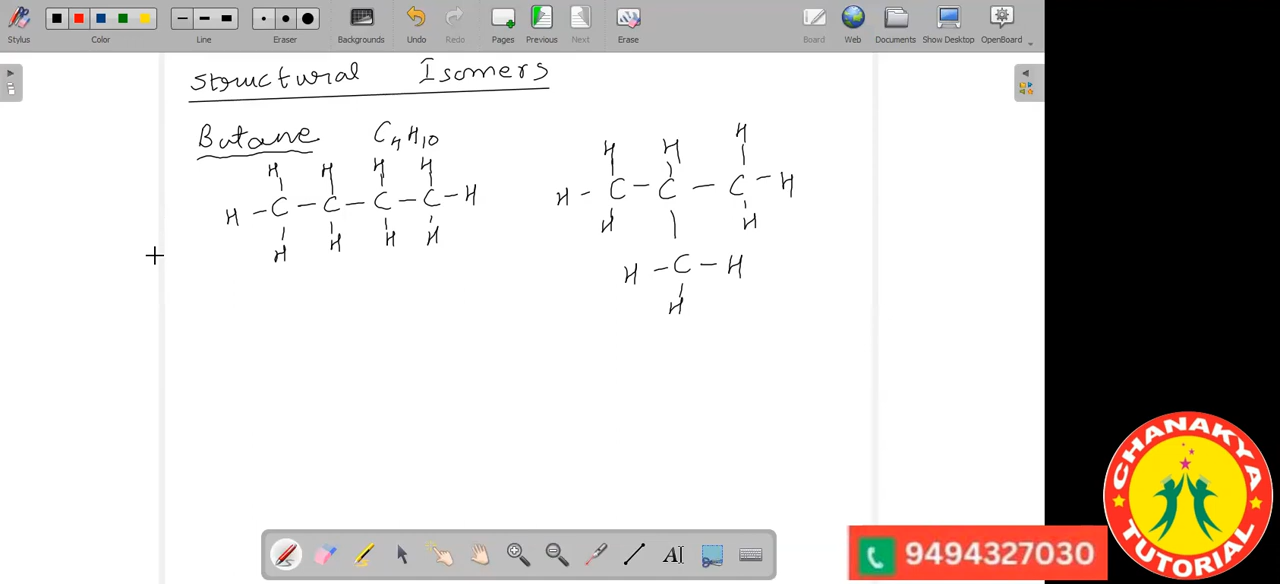 Stylus Color Line Eraser Backgrounds Undo Redo Pages Previous Next Erase Board Web Documents Show Desktop OpenBoard
Structural Isomers
Butane C4H10
H H H H
H - C - C - C - C - H
H H H H
H H H
H - C - C - C - H
H H
H - C - H
H
CHANAKYA
TUTORIAL
9494327030
AI